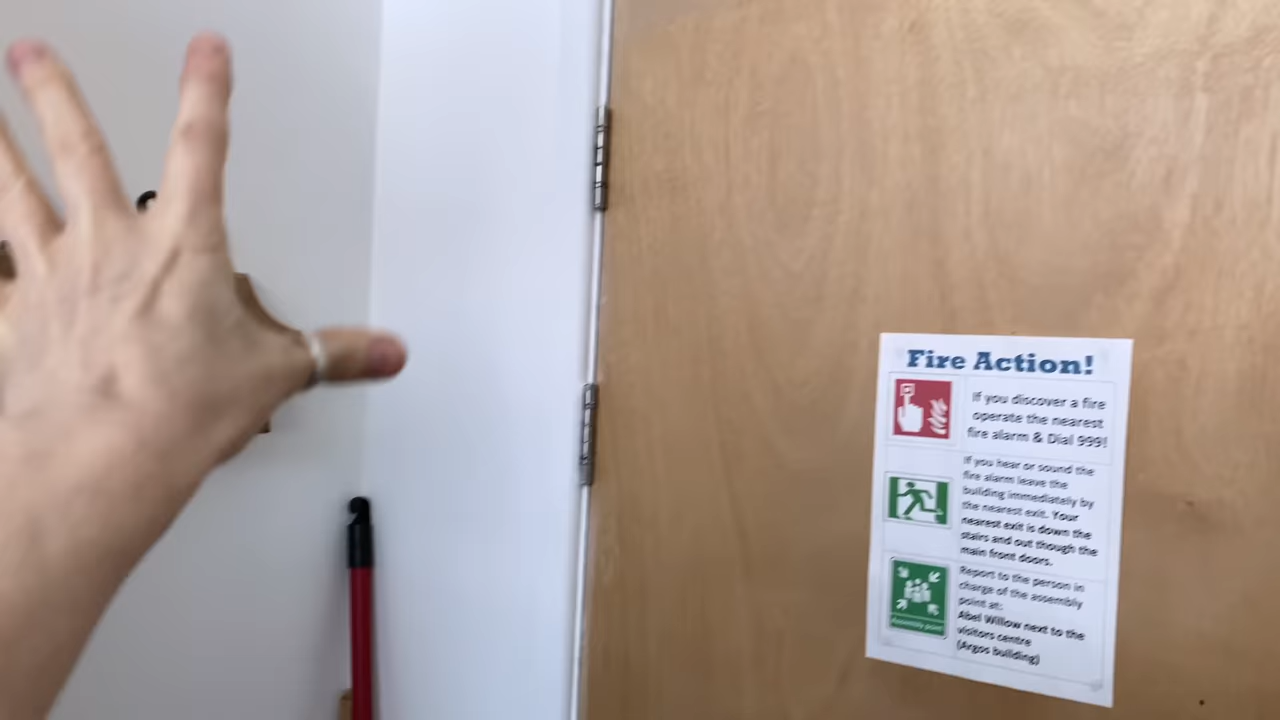 Fire Action!
If you discover a fire
operate the nearest
fire alarm & Dial 999!
If you hear or sound the
fire alarm leave the
building immediately by
the nearest exit. Your
nearest exit is down the
stairs and out though the
main front doors.
Assembly point
Report to the person in
charge of the assembly
point at:
Abel Willow next to the
visitors centre
(Argos building)